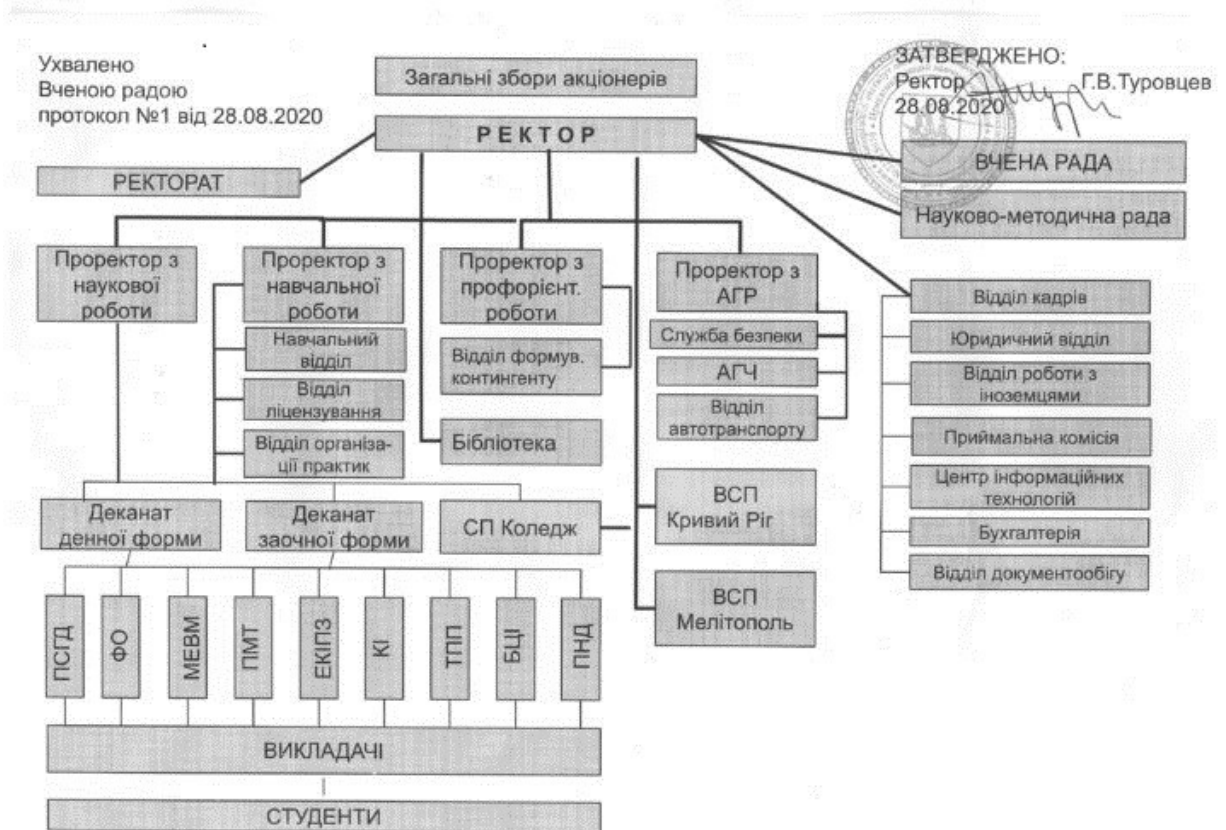 Ухвалено
Вченою радою
протокол №1 від 28.08.2020
Загальні збори акціонерів
ЗАТВЕРДЖЕНО:
Ректор Г.В.Туровцев
28.08.2020
РЕКТОР
РЕКТОРАТ
ВЧЕНА РАДА
Науково-методична рада
Проректор з
наукової
роботи
Проректор з
навчальної
роботи
Навчальний
відділ
Відділ
ліцензування
Відділ організа-
ції практик
Проректор з
профорієнт.
роботи
Відділ формув.
контингенту
Бібліотека
Проректор з
АГР
Служба безпеки
АГЧ
Відділ
автотранспорту
Відділ кадрів
Юридичний відділ
Відділ роботи з
іноземцями
Приймальна комісія
Центр інформаційних
технологій
Бухгалтерія
Відділ документообігу
Деканат
денної форми
Деканат
заочної форми
СП Коледж
ВСП
Кривий Ріг
ВСП
Мелітополь
ПСГД
ФО
МЕВМ
ПМТ
ЕКІПЗ
КІ
ТПП
БЦІ
ПНД
ВИКЛАДАЧІ
СТУДЕНТИ